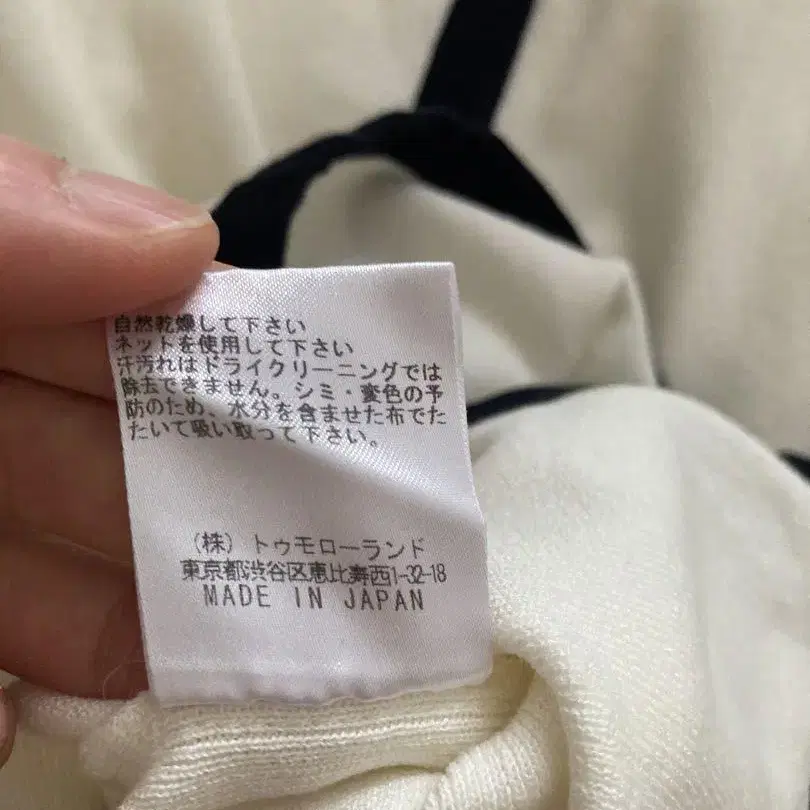 自然乾燥して下さい
ネットを使用して下さい
汗汚れはドライクリーニングでは
除去できません。シミ・変色の予
防のため、水分を含ませた布でた
たいて吸い取って下さい。
(株)トゥモローランド
東京都渋谷区恵比寿西1-32-18
MADE IN JAPAN